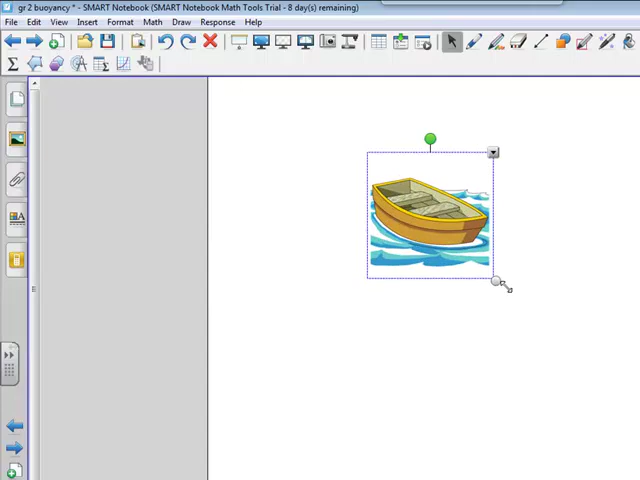 gr 2 buoyancy * - SMART Notebook (SMART Notebook Math Tools Trial - 8 day(s) remaining)
File Edit View Insert Format Math Draw Response Help